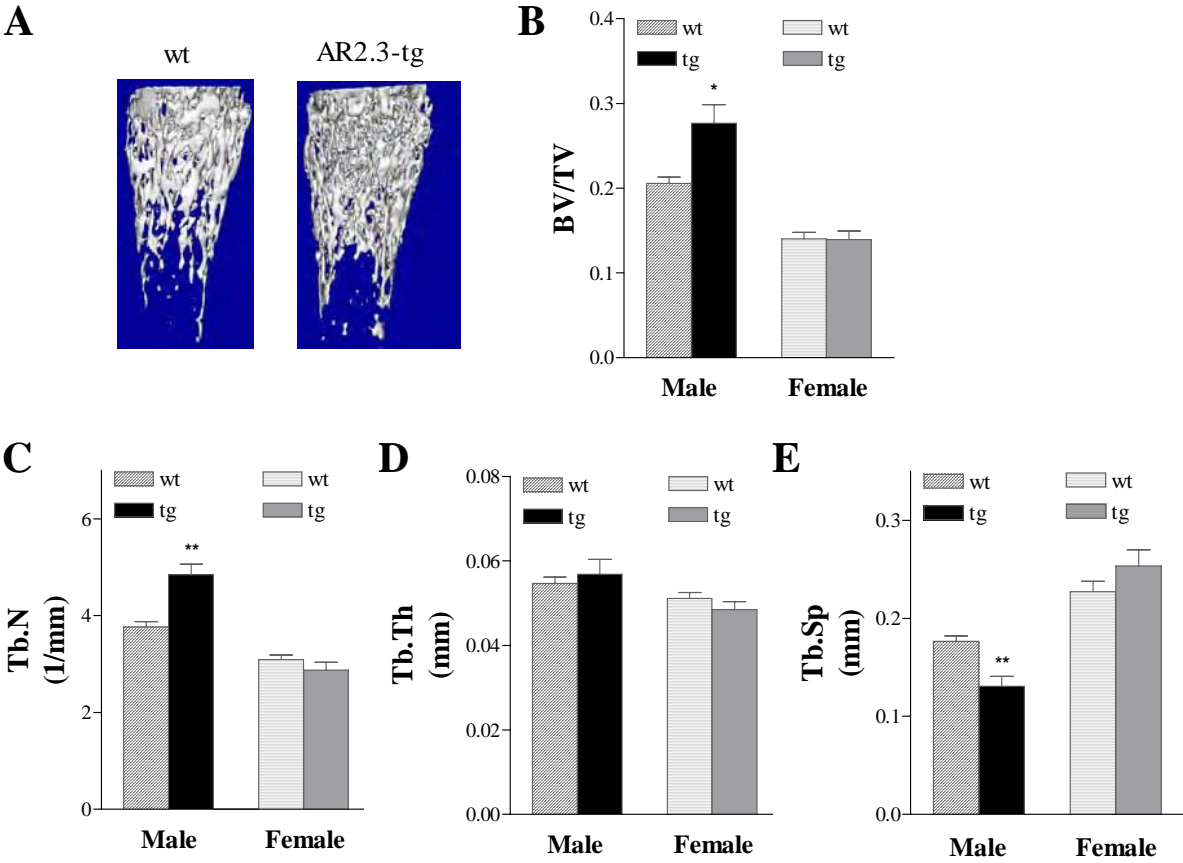 A
wt
AR2.3-tg
B
wt
wt
tg
tg
BV/TV
0.4
0.3
0.2
0.1
0.0
*
Male
Female
C
wt
wt
tg
tg
Tb.N
(1/mm)
6
4
2
0
**
Male
Female
D
wt
wt
tg
tg
Tb.Th
(mm)
0.08
0.06
0.04
0.02
0.00
Male
Female
E
wt
wt
tg
tg
Tb.Sp
(mm)
0.3
0.2
0.1
0.0
**
Male
Female